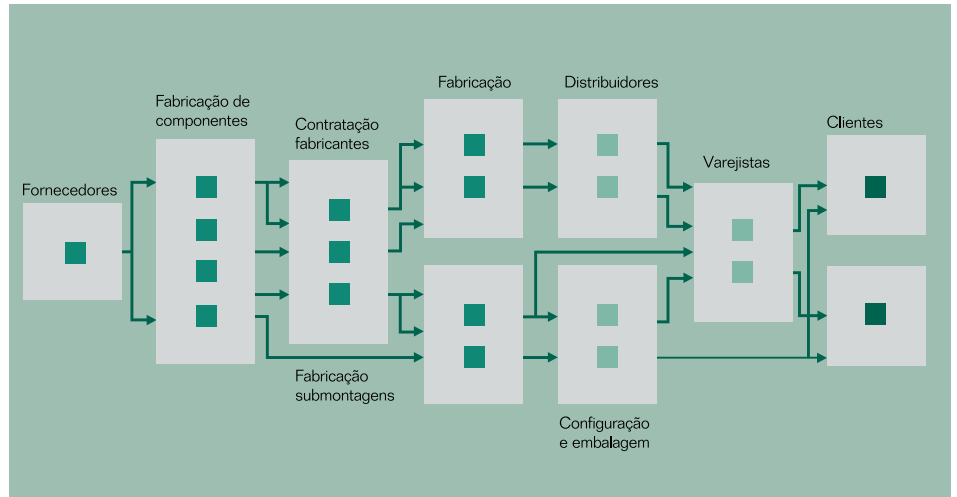 Fornecedores
Fabricação de
componentes
Contratação
fabricantes
Fabricação
submontagens
Fabricação
Distribuidores
Configuração
e embalagem
Varejistas
Clientes